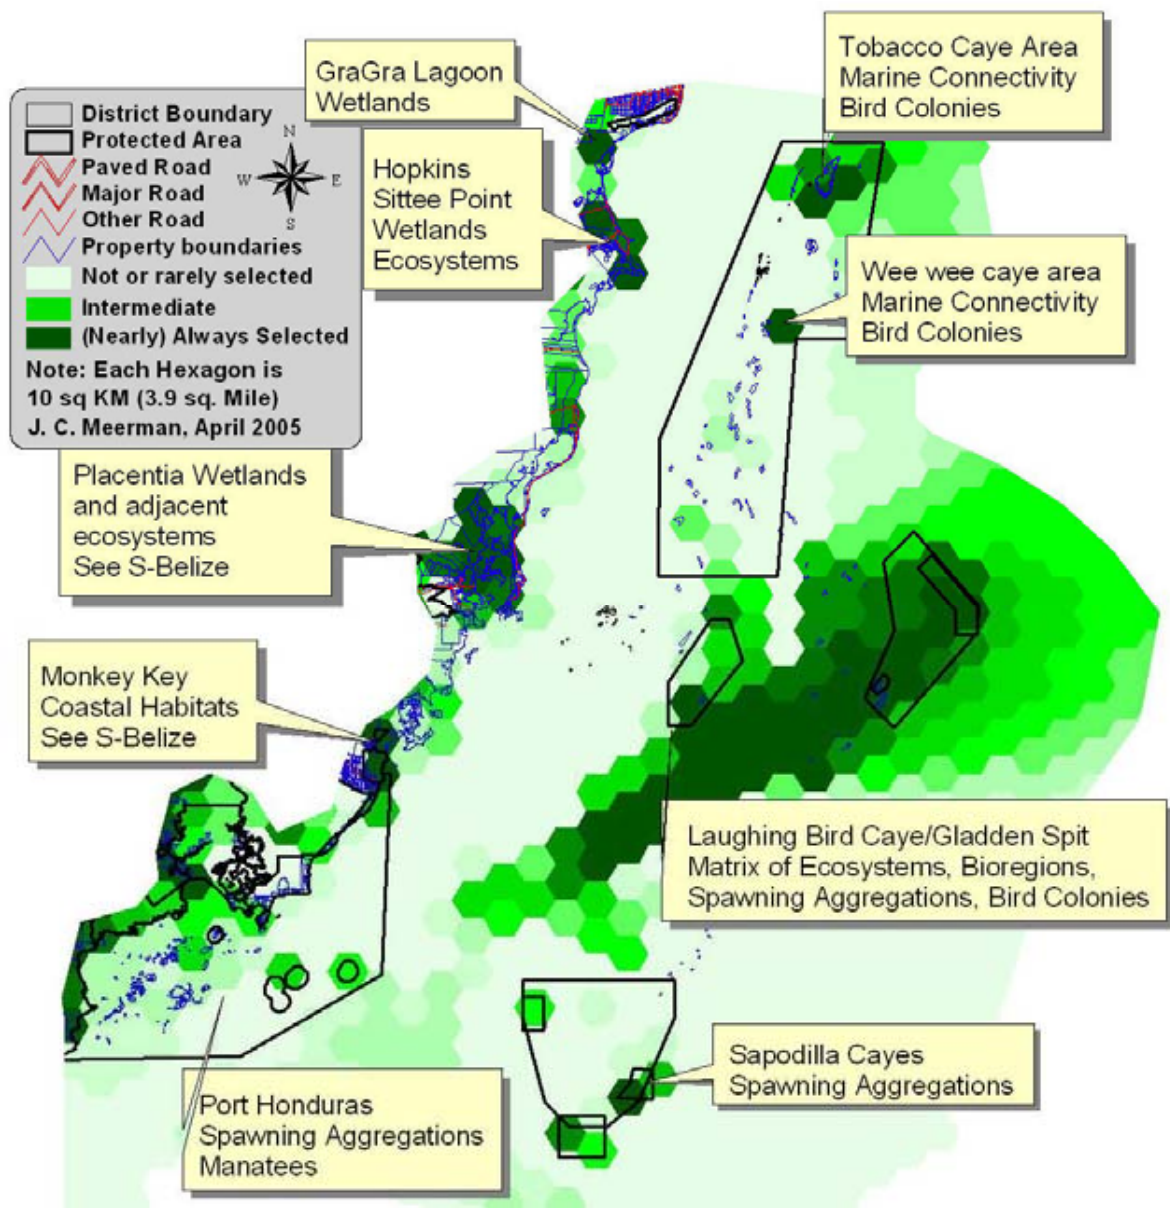 GraGra Lagoon
Wetlands
Tobacco Caye Area
Marine Connectivity
Bird Colonies
District Boundary
Protected Area
Paved Road
Major Road
Other Road
Property boundaries
Not or rarely selected
Intermediate
(Nearly) Always Selected
Note: Each Hexagon is
10 sq KM (3.9 sq. Mile)
J. C. Meerman, April 2005
N
W
E
S
Hopkins
Sittee Point
Wetlands
Ecosystems
Wee wee caye area
Marine Connectivity
Bird Colonies
Placentia Wetlands
and adjacent
ecosystems
See S-Belize
Monkey Key
Coastal Habitats
See S-Belize
Laughing Bird Caye/Gladden Spit
Matrix of Ecosystems, Bioregions,
Spawning Aggregations, Bird Colonies
Sapodilla Cayes
Spawning Aggregations
Port Honduras
Spawning Aggregations
Manatees